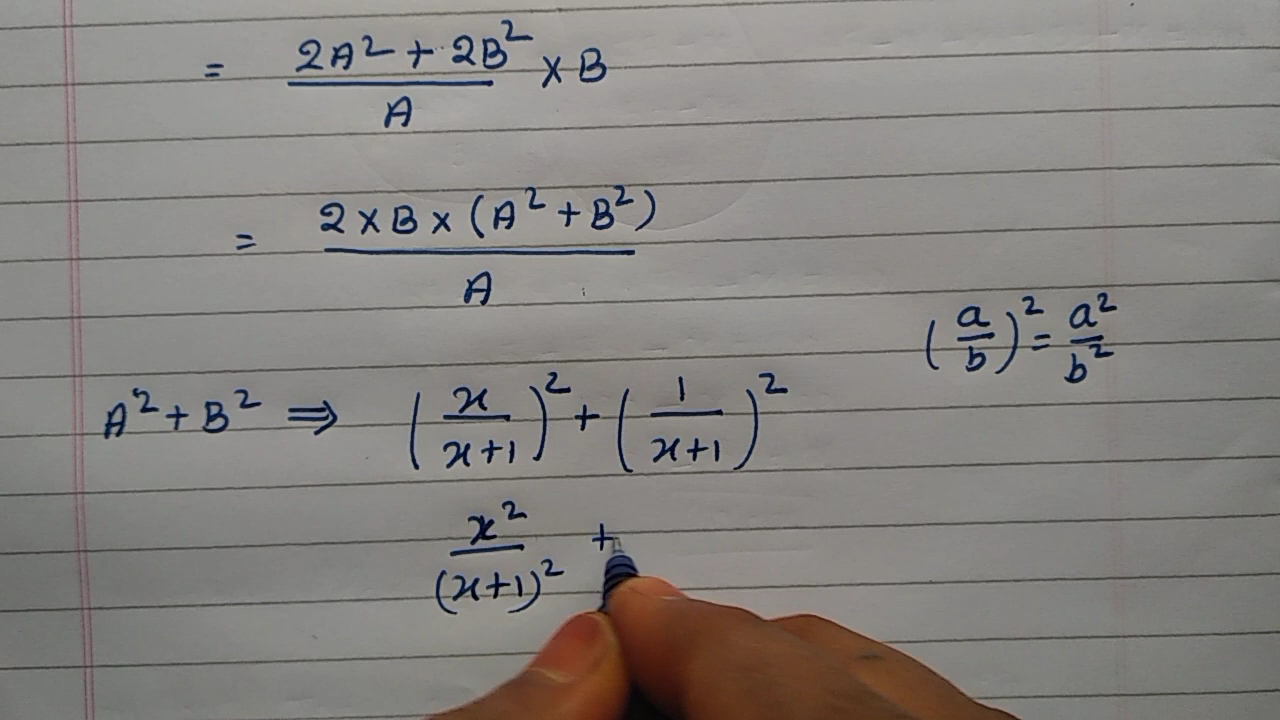 = 2A² + 2B² / A × B
= 2 × B × (A² + B²) / A
(a/b)² = a²/b²
A² + B² ⇒ (x/x+1)² + (1/x+1)²
x²/(x+1)² +